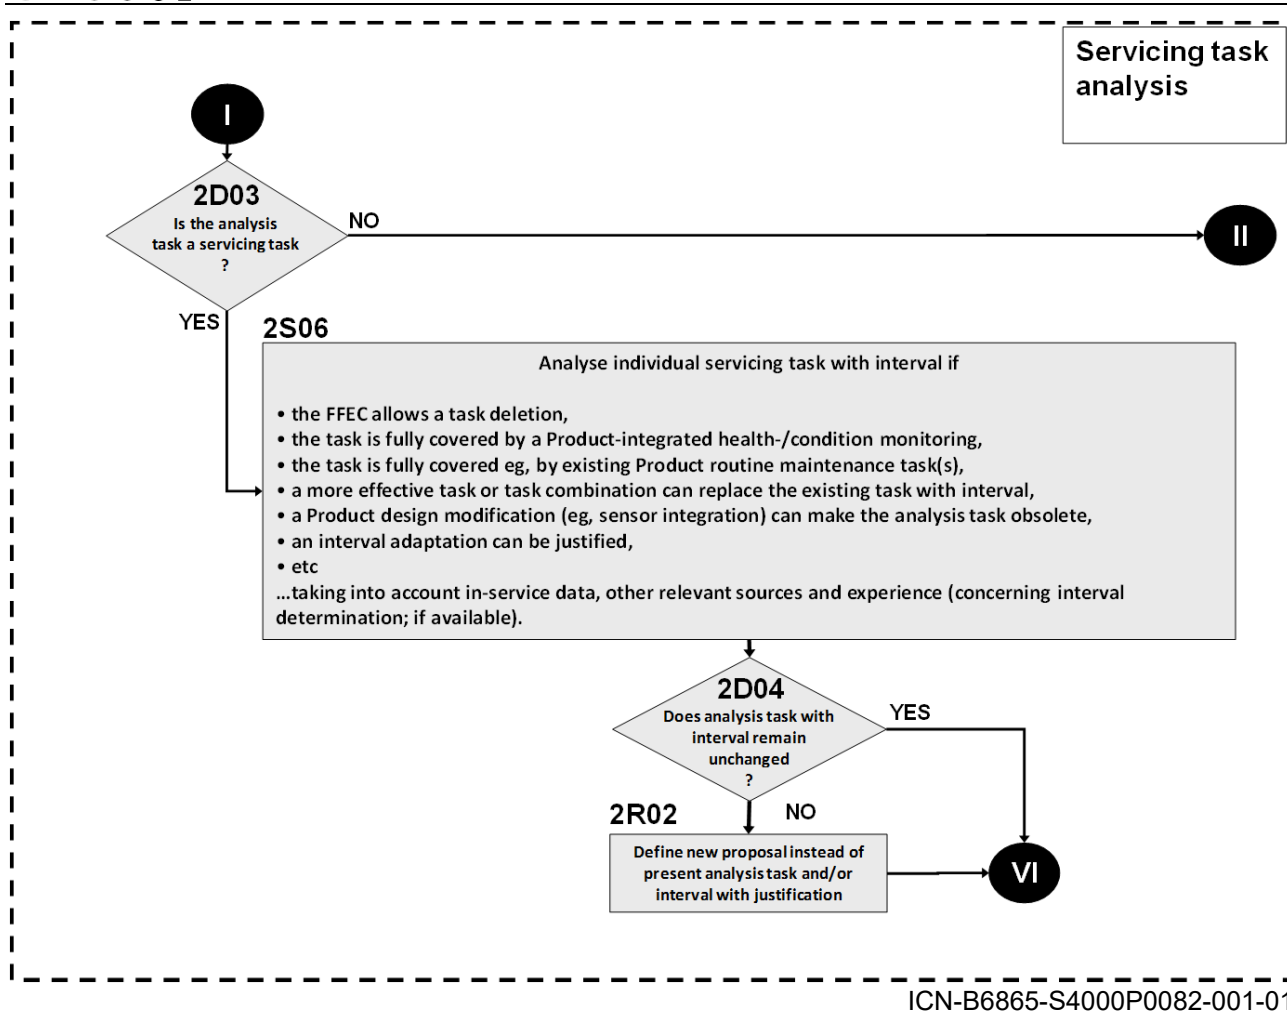 Servicing task
analysis
I
2D03
Is the analysis
task a servicing task
?
NO
II
YES
2S06
Analyse individual servicing task with interval if
• the FFEC allows a task deletion,
• the task is fully covered by a Product-integrated health-/condition monitoring,
• the task is fully covered eg, by existing Product routine maintenance task(s),
• a more effective task or task combination can replace the existing task with interval,
• a Product design modification (eg, sensor integration) can make the analysis task obsolete,
• an interval adaptation can be justified,
• etc
...taking into account in-service data, other relevant sources and experience (concerning interval
determination; if available).
2D04
Does analysis task with
interval remain
unchanged
?
YES
NO
2R02
Define new proposal instead of
present analysis task and/or
interval with justification
VI
ICN-B6865-S4000P0082-001-01